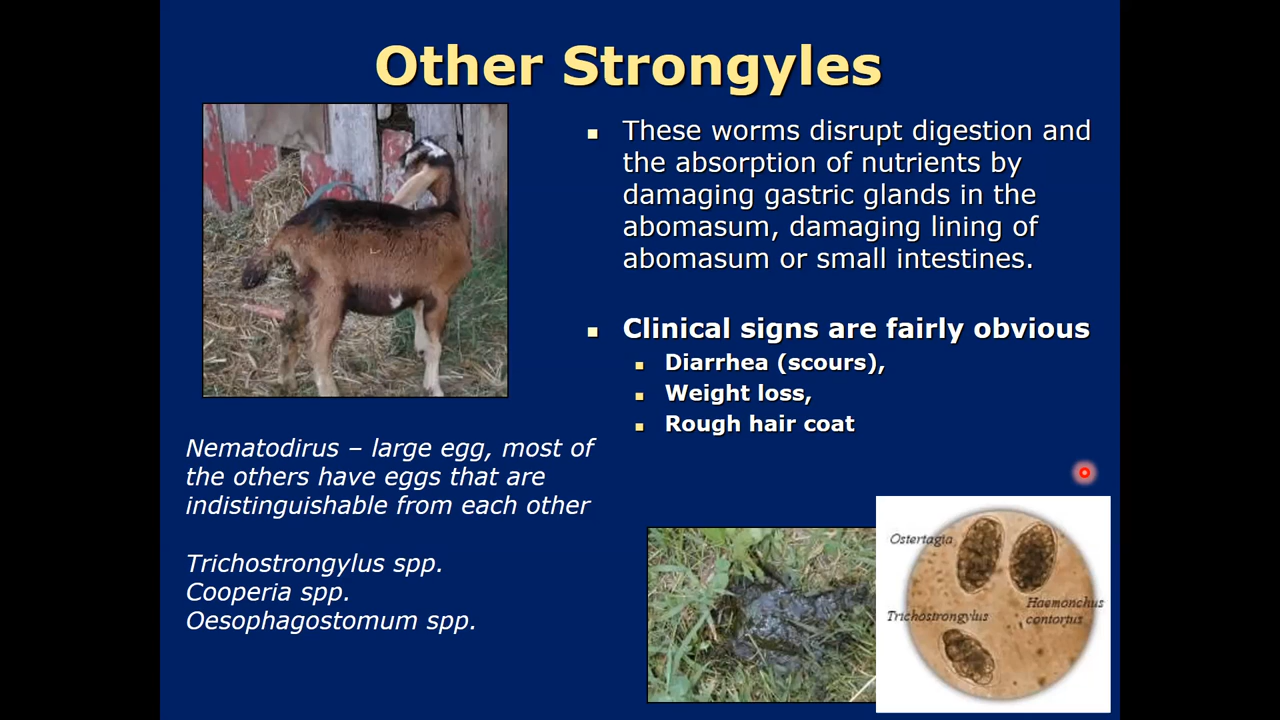 Other Strongyles
These worms disrupt digestion and
the absorption of nutrients by
damaging gastric glands in the
abomasum, damaging lining of
abomasum or small intestines.
Clinical signs are fairly obvious
Diarrhea (scours),
Weight loss,
Rough hair coat
Nematodirus – large egg, most of
the others have eggs that are
indistinguishable from each other
Trichostrongylus spp.
Cooperia spp.
Oesophagostomum spp.
Ostertagia
Haemonchus
contortus
Trichostrongylus